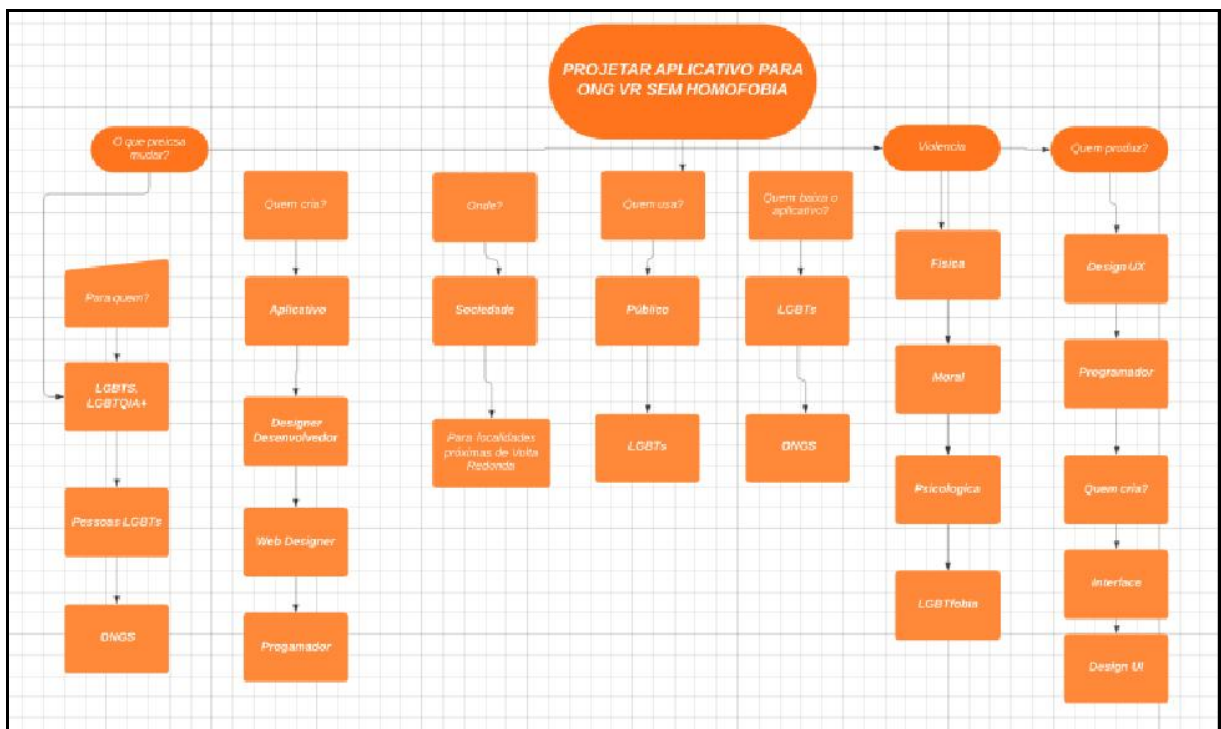 PROJETAR APLICATIVO PARA
ONG VR SEM HOMOFOBIA
O que preicsa
mudar?
Violencia
Quem produz?
Quem cria?
Onde?
Quem usa?
Quem baixa o
aplicativo?
Para quem?
Aplicativo
Sociedade
Público
LGBTs
Física
Design UX
LGBTS,
LGBTQIA+
Designer
Desenvolvedor
Para localidades
próximas de Volta
Redonda
LGBTs
ONGS
Moral
Programador
Pessoas LGBTs
Web Designer
Psicologica
Quem cria?
ONGS
Progamador
LGBTfobia
Interface
Design UI